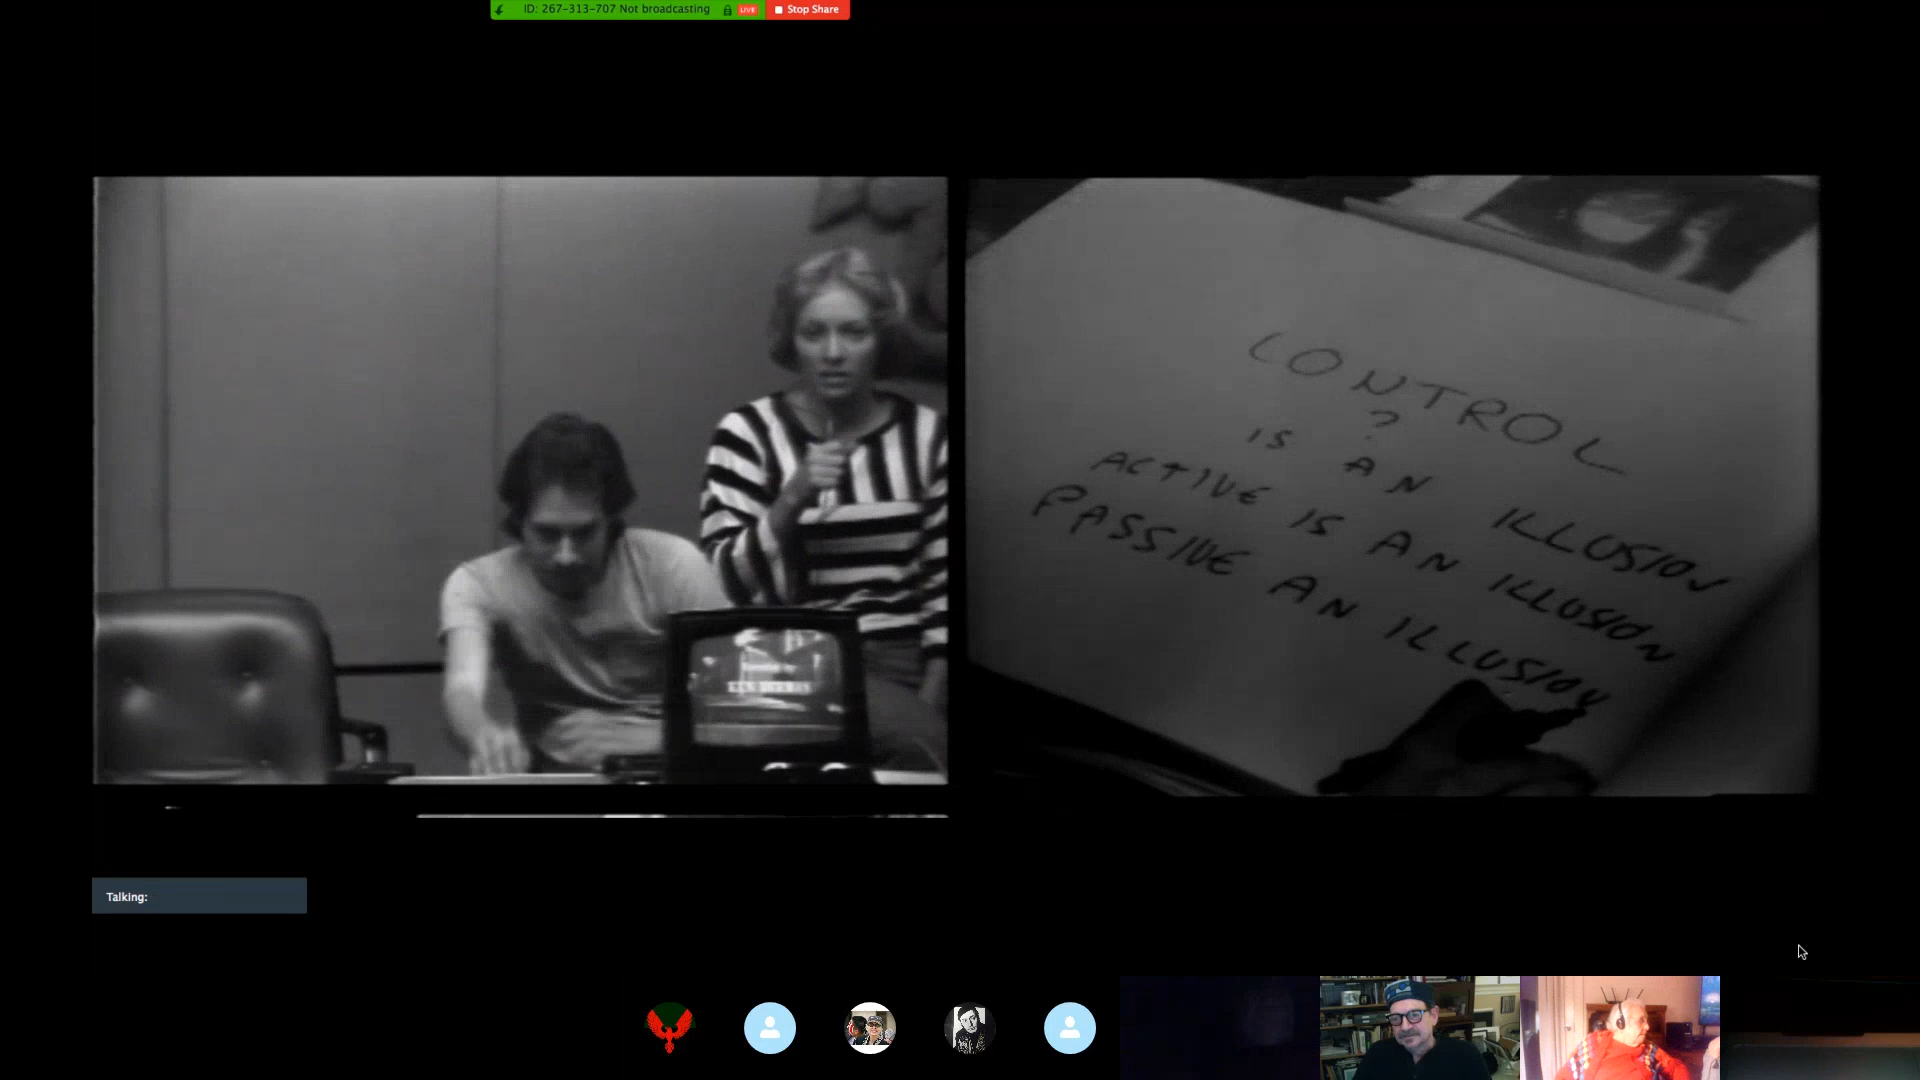 ID: 267-313-707 Not broadcasting LIVE Stop Share
CONTROL
?
IS AN ILLUSION
ACTIVE IS AN ILLUSION
PASSIVE AN ILLUSION
Talking: